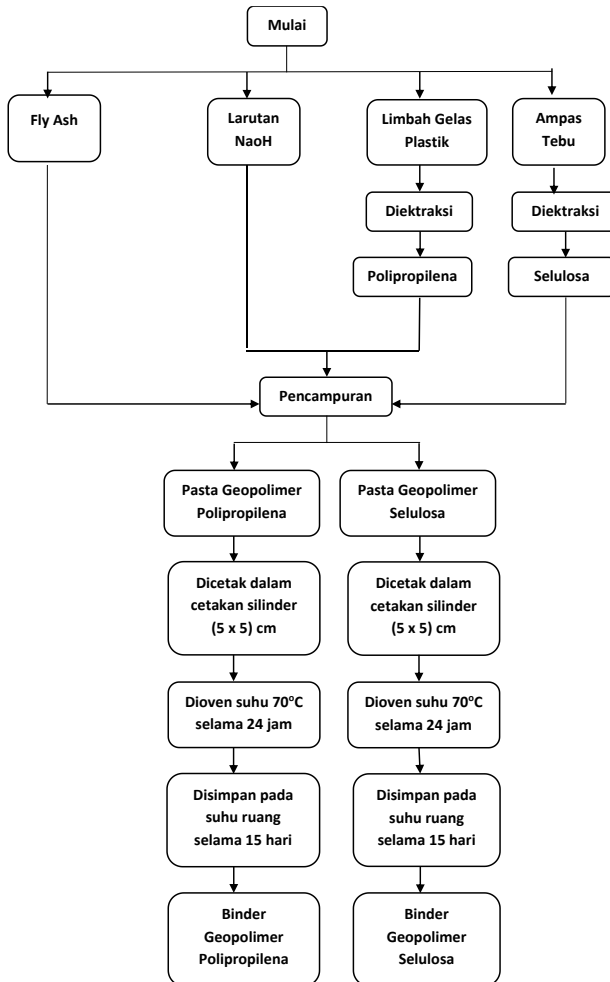 Mulai
Fly Ash
Larutan
NaoH
Limbah Gelas
Plastik
Ampas
Tebu
Diektraksi
Diektraksi
Polipropilena
Selulosa
Pencampuran
Pasta Geopolimer
Polipropilena
Pasta Geopolimer
Selulosa
Dicetak dalam
cetakan silinder
(5 x 5) cm
Dicetak dalam
cetakan silinder
(5 x 5) cm
Dioven suhu 70°C
selama 24 jam
Dioven suhu 70°C
selama 24 jam
Disimpan pada
suhu ruang
selama 15 hari
Disimpan pada
suhu ruang
selama 15 hari
Binder
Geopolimer
Polipropilena
Binder
Geopolimer
Selulosa